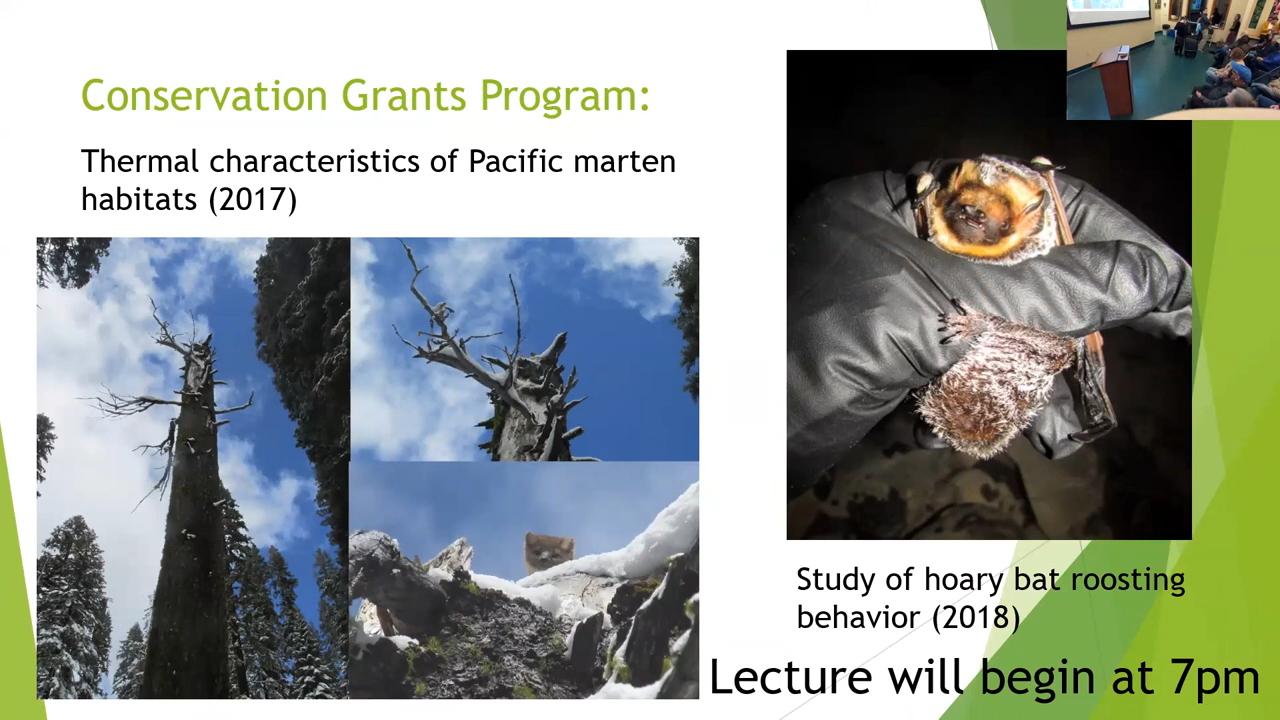 Conservation Grants Program:
Thermal characteristics of Pacific marten
habitats (2017)
Study of hoary bat roosting
behavior (2018)
Lecture will begin at 7pm